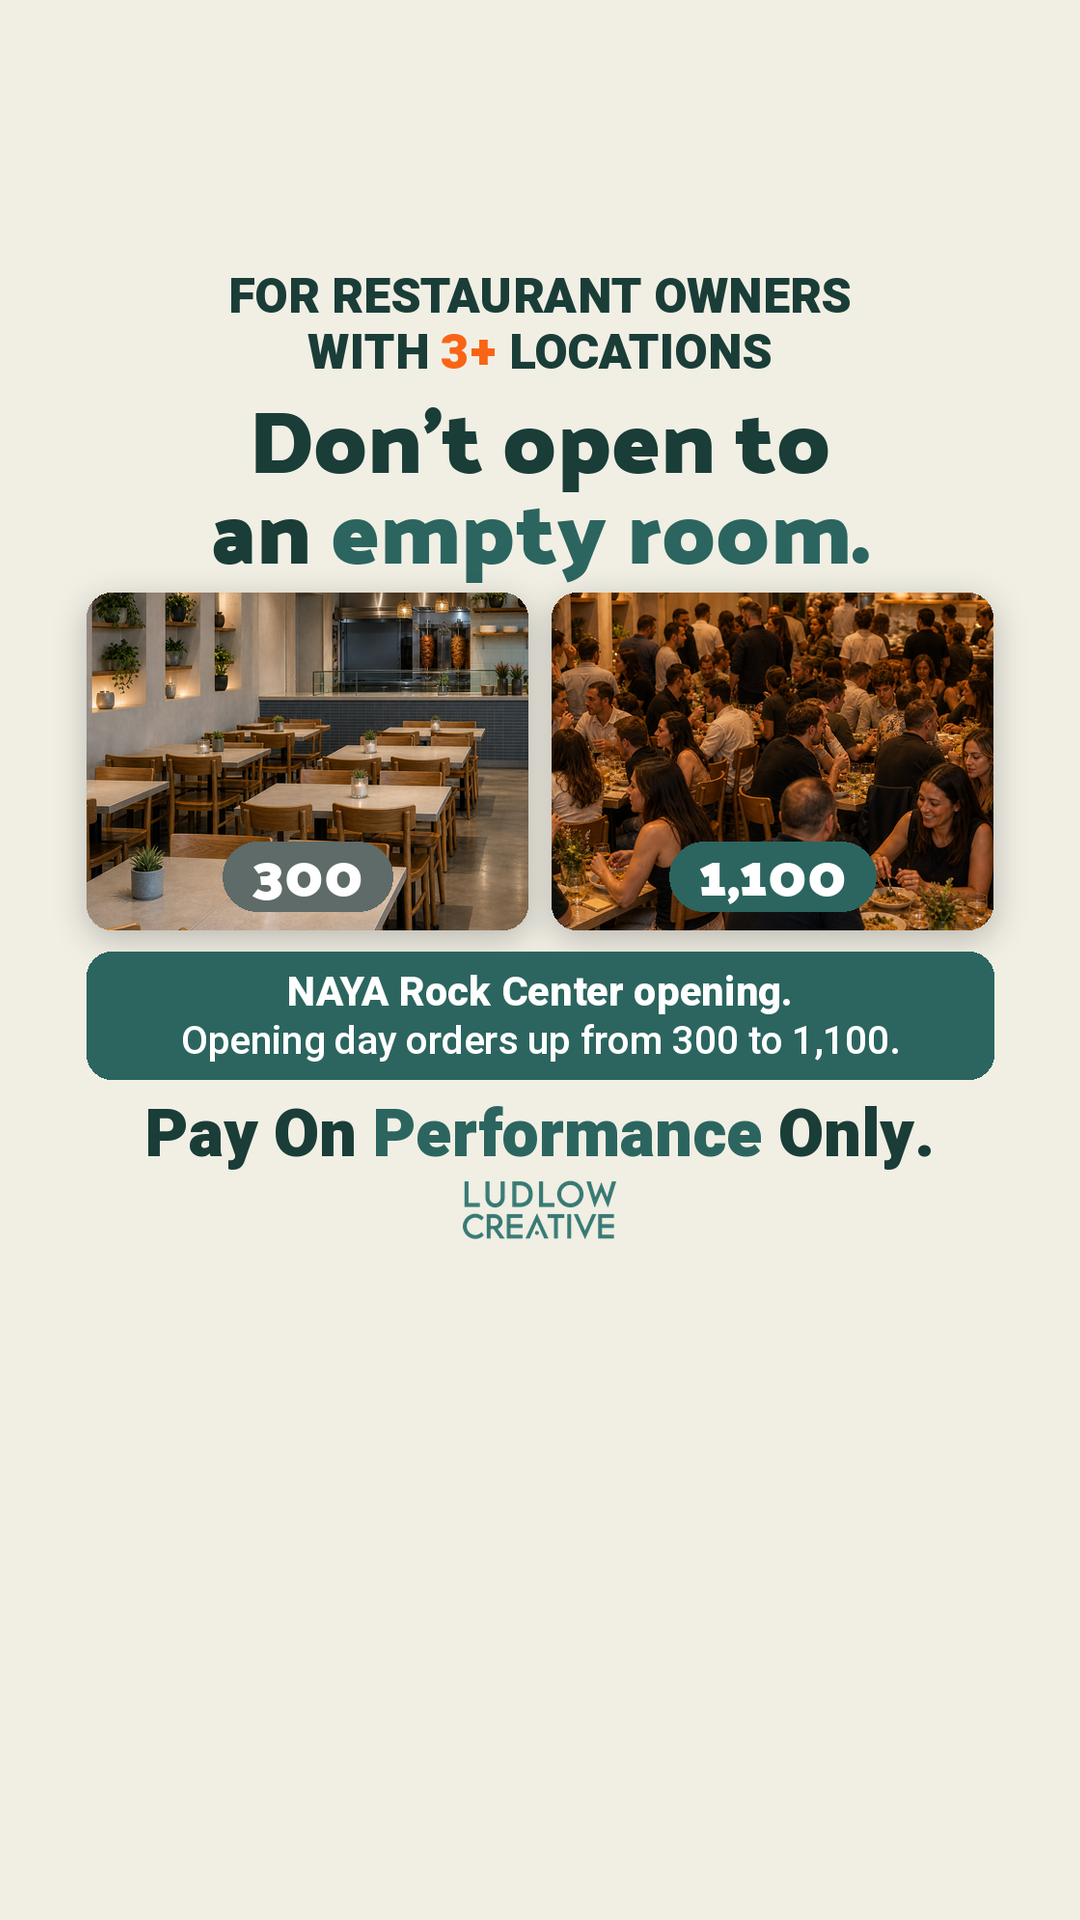 FOR RESTAURANT OWNERS
WITH 3+ LOCATIONS
Don’t open to
an empty room.
300
1,100
NAYA Rock Center opening.
Opening day orders up from 300 to 1,100.
Pay On Performance Only.
LUDLOW
CREATIVE